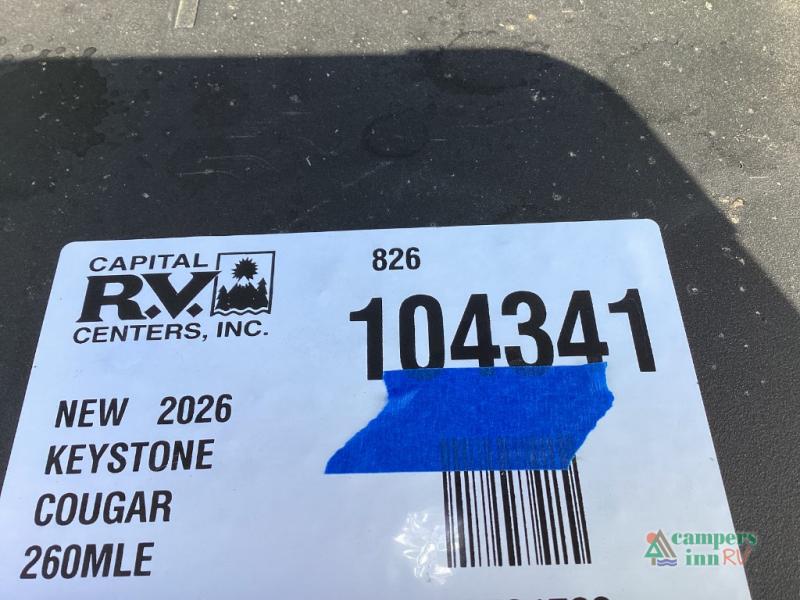 CAPITAL
R.V.
CENTERS, INC.
826
104341
NEW 2026
KEYSTONE
COUGAR
260MLE
campers
inn RV